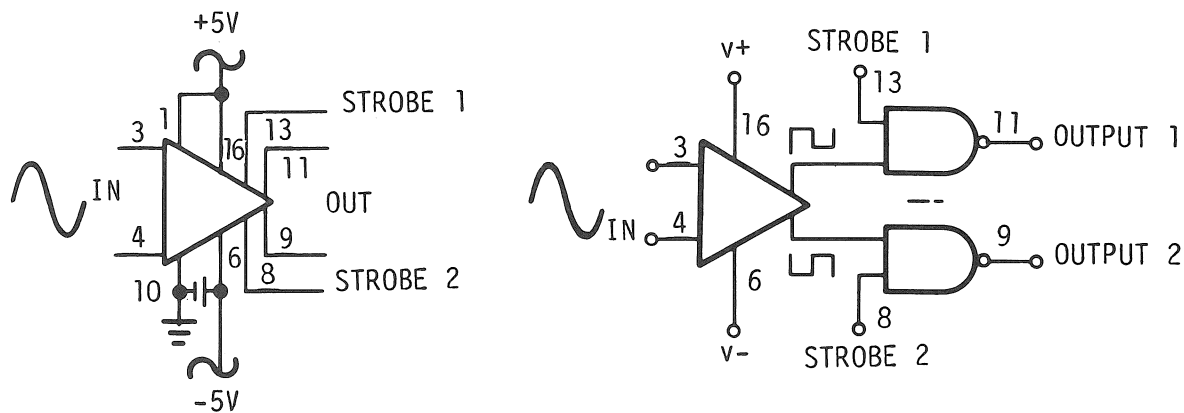 +5V
1
STROBE 1
3
16
13
11
IN
OUT
4
9
6
8
STROBE 2
10
-5V
STROBE 1
V+
13
16
3
11
OUTPUT 1
IN
4
6
9
OUTPUT 2
8
V-
STROBE 2